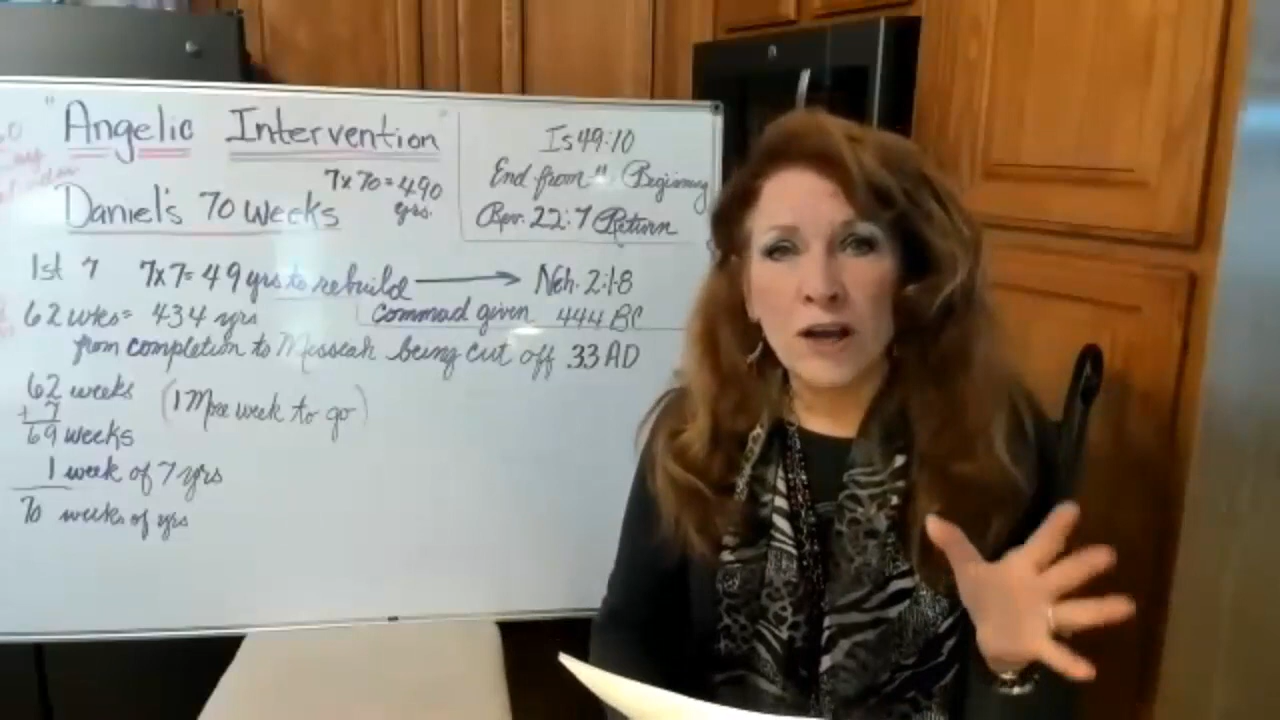 "Angelic Intervention"
7x70=490
yrs.
Daniel's 70 weeks
Is 49:10
End from " Beginning
Rev. 22:7 Return
1st 7 7x7=49 yrs to rebuild → Neh. 2:1-8
62 wks= 434 yrs Commad given 444 BC
from completion to Messeah being cut off 33 AD
62 weeks (1 More week to go)
+ 7
69 weeks
1 week of 7 yrs
70 weeks of yrs